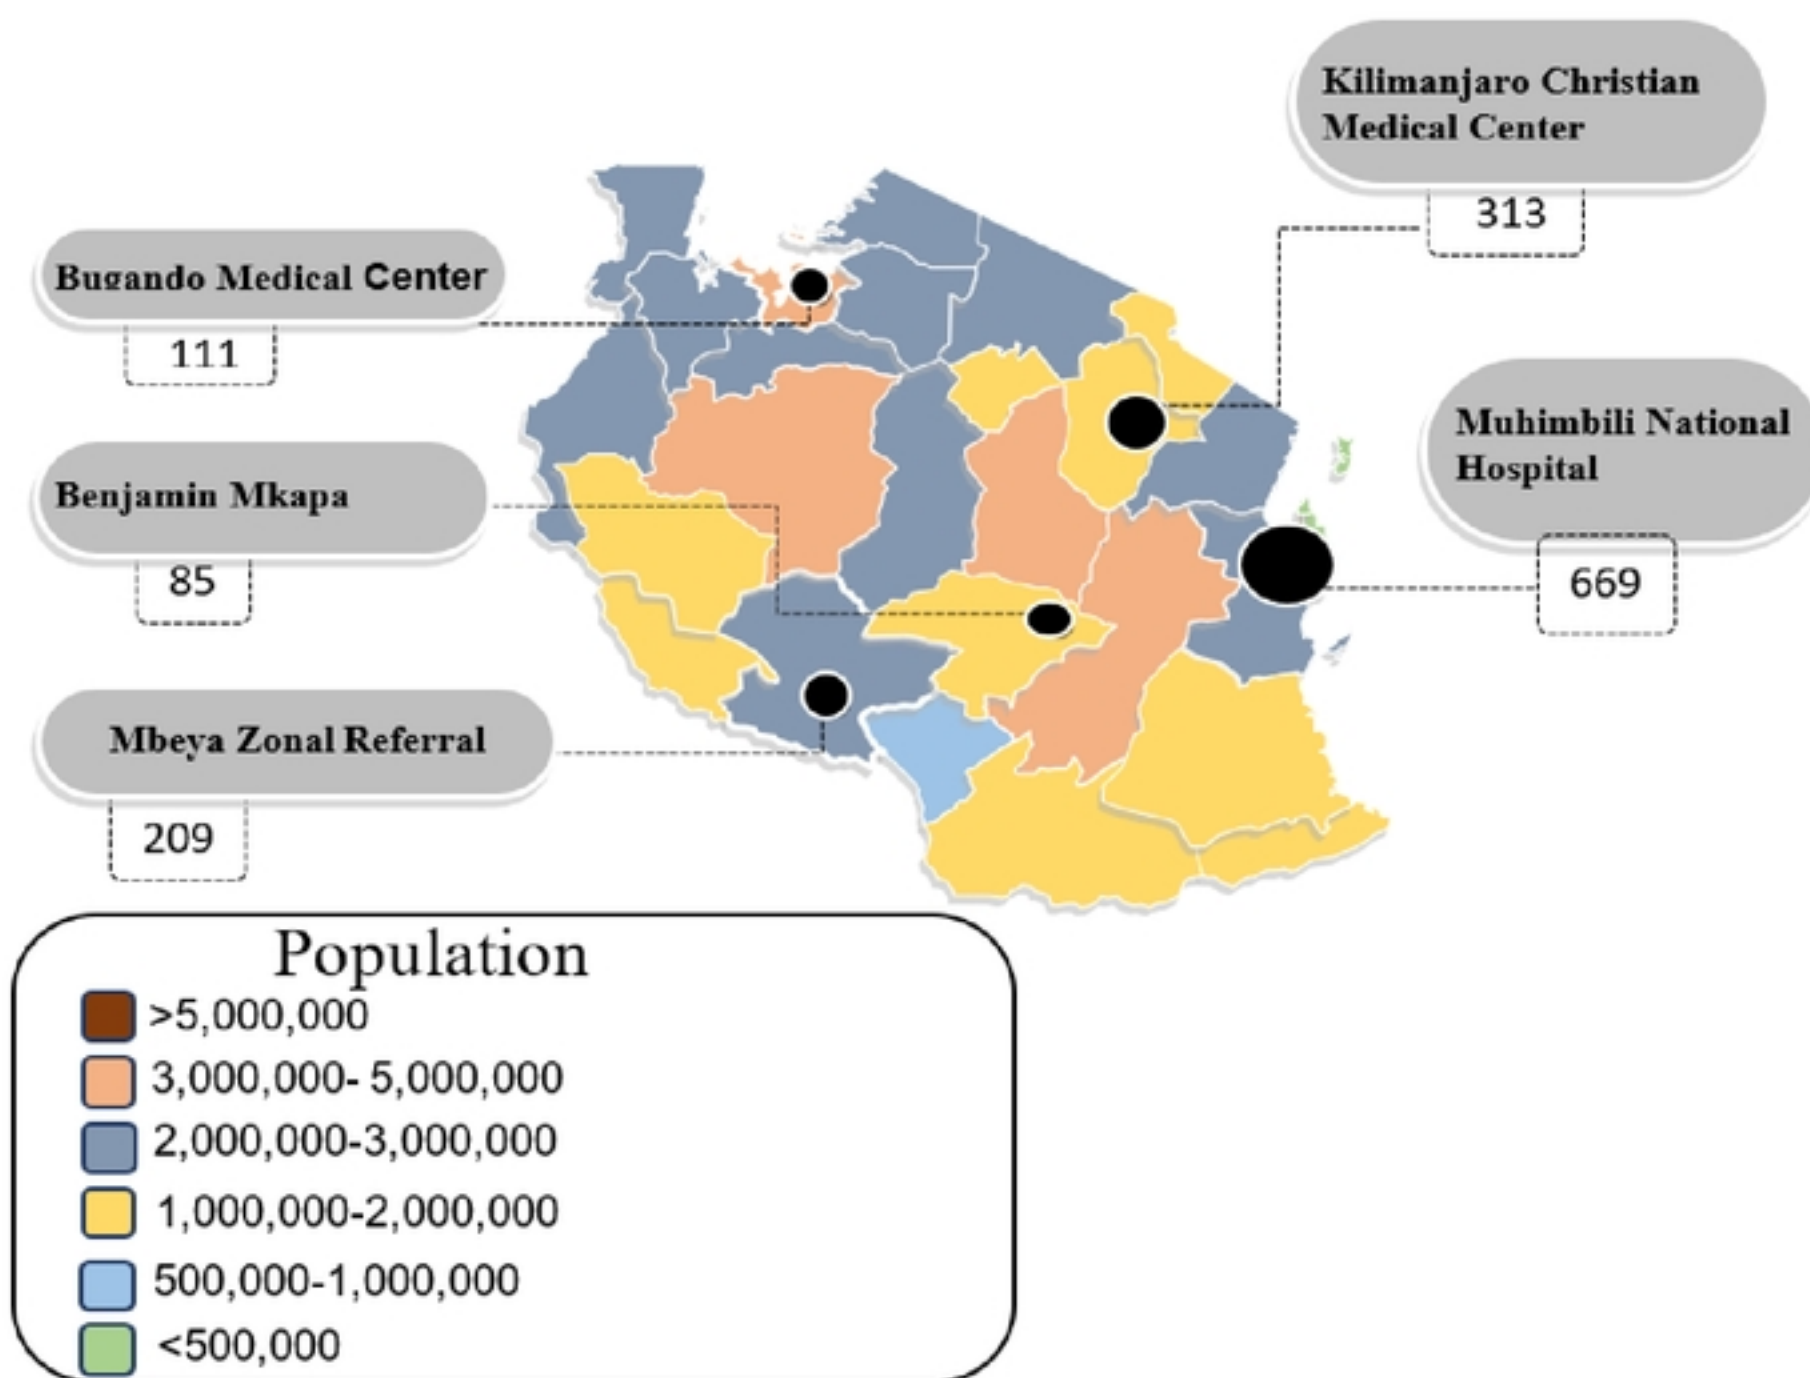 Kilimanjaro Christian
Medical Center
313
Bugando Medical Center
111
Muhimbili National
Hospital
669
Benjamin Mkapa
85
Mbeya Zonal Referral
209
Population
>5,000,000
3,000,000- 5,000,000
2,000,000-3,000,000
1,000,000-2,000,000
500,000-1,000,000
<500,000